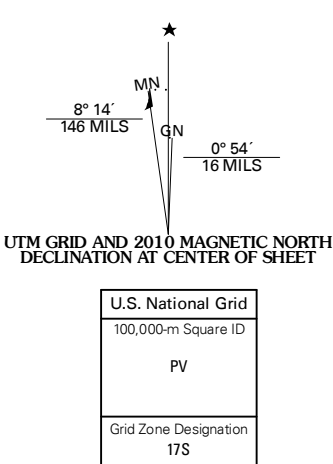 ★
MN
8° 14´
146 MILS
GN
0° 54´
16 MILS
UTM GRID AND 2010 MAGNETIC NORTH
DECLINATION AT CENTER OF SHEET
U.S. National Grid
100,000-m Square ID
PV
Grid Zone Designation
17S